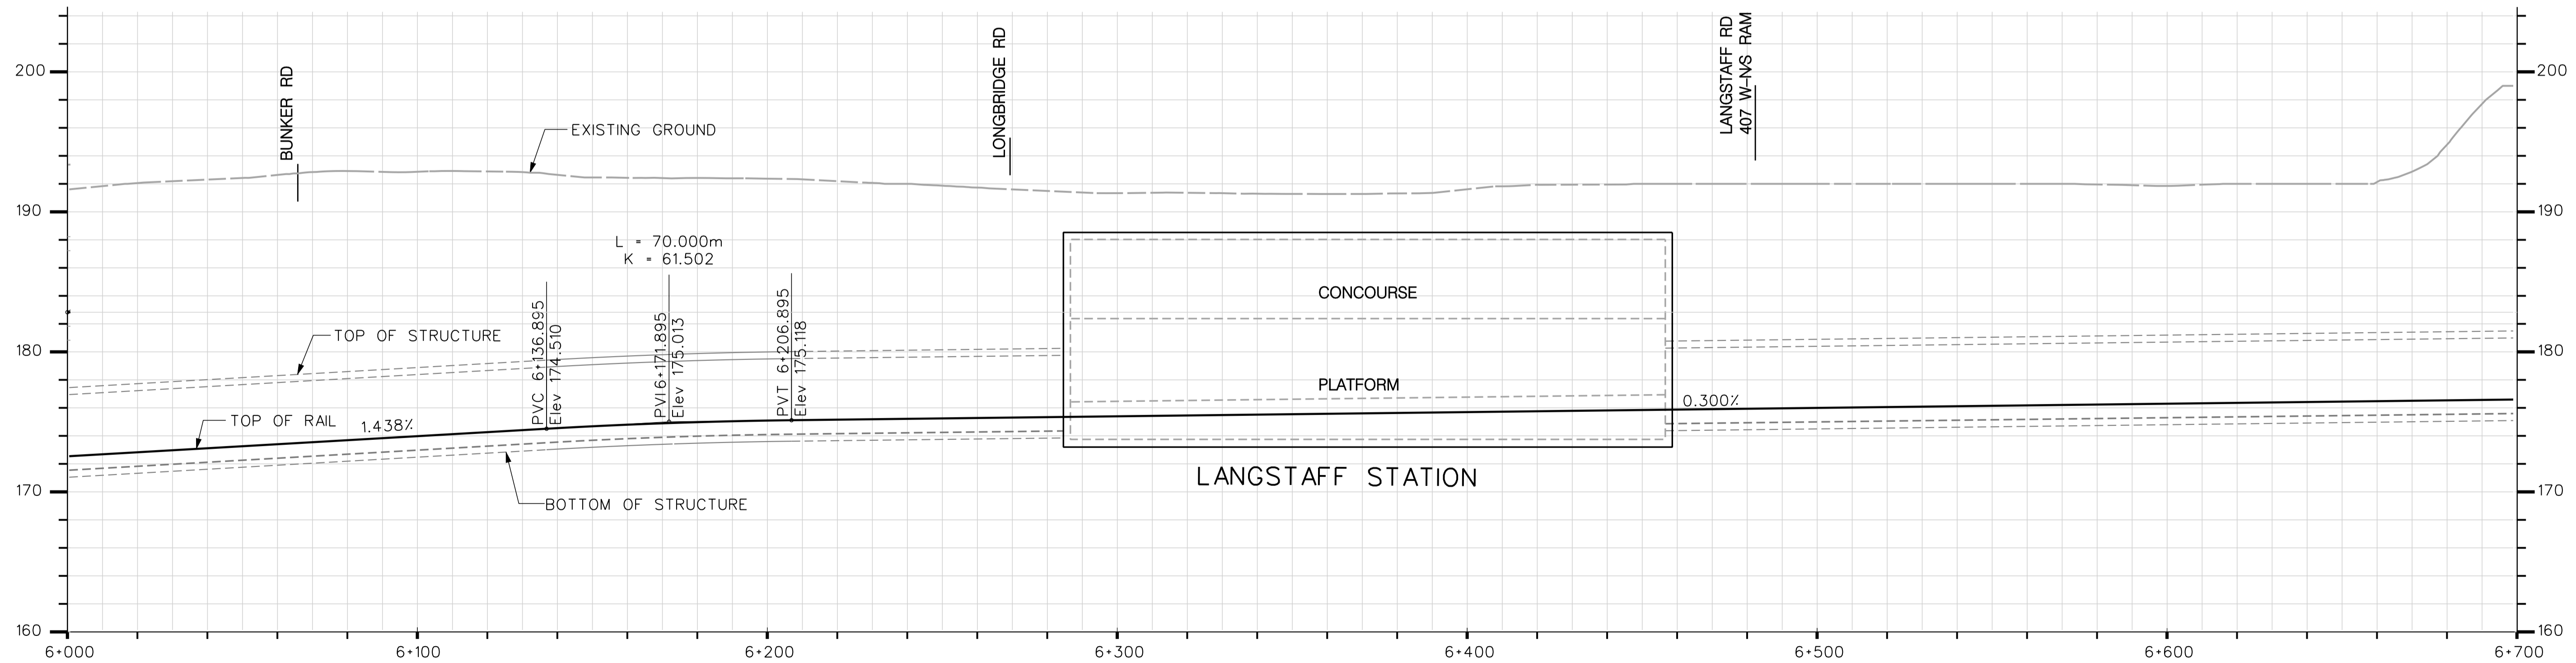 200
190
180
170
160
BUNKER RD
EXISTING GROUND
LONGBRIDGE RD
LANGSTAFF RD
407 W-N/S RAM
200
190
180
170
160
L = 70.000m
K = 61.502
PVC 6+136.895
Elev 174.510
PVI 6+171.895
Elev 175.013
PVT 6+206.895
Elev 175.118
TOP OF STRUCTURE
TOP OF RAIL
1.438%
BOTTOM OF STRUCTURE
CONCOURSE
PLATFORM
0.300%
LANGSTAFF STATION
6+000
6+100
6+200
6+300
6+400
6+500
6+600
6+700